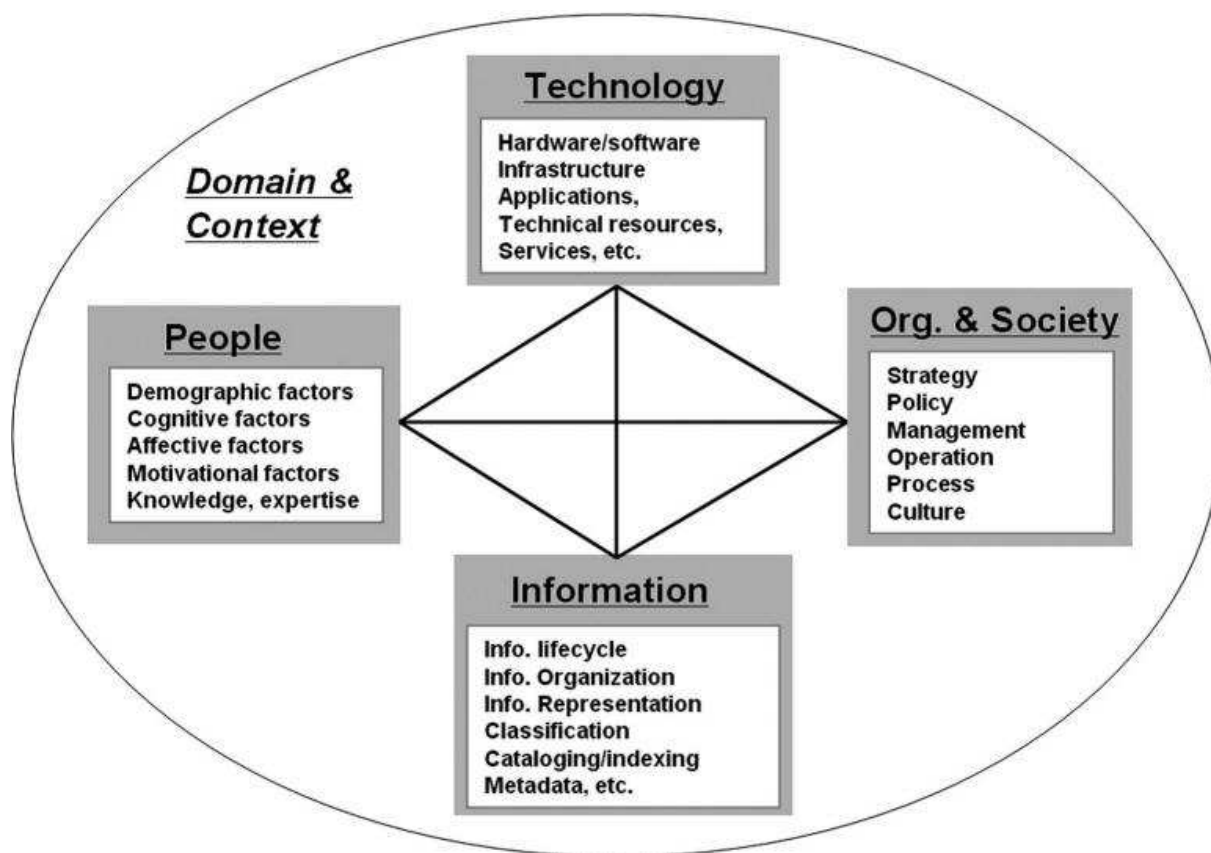 Technology
Hardware/software
Infrastructure
Applications,
Technical resources,
Services, etc.
Domain &
Context
People
Demographic factors
Cognitive factors
Affective factors
Motivational factors
Knowledge, expertise
Org. & Society
Strategy
Policy
Management
Operation
Process
Culture
Information
Info. lifecycle
Info. Organization
Info. Representation
Classification
Cataloging/indexing
Metadata, etc.